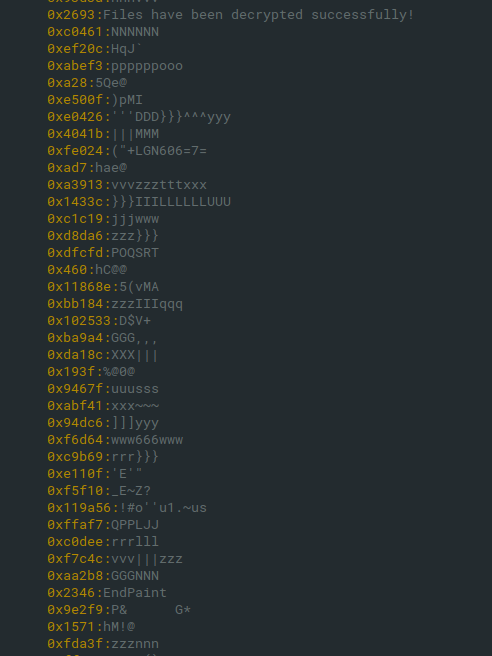 0x2693:Files have been decrypted successfully!
0xc0461:NNNNNN
0xef20c:HqJ`
0xabef3:ppppppooo
0xa28:5Qe@
0xe500f:)pMI
0xe0426:```DDD}}}^^^yyy
0x4041b:|||MMM
0xfe024:("+LGN606=7=
0xad7:hae@
0xa3913:vvvzzztttxxx
0x1433c:}}}IIILLLLLLUUU
0xc1c19:jjjwww
0xd8da6:zzz}}}
0xdfcfd:POQSRT
0x460:hC@@
0x11868e:5(vMA
0xbb184:zzzIIIqqq
0x102533:D$V+
0xba9a4:GGG,,,
0xda18c:XXX|||
0x193f:%@0@
0x9467f:uuusss
0xabf41:xxx~~~
0x94dc6:]]]yyy
0xf6d64:www666www
0xc9b69:rrr}}}
0xe110f:'E'"
0xf5f10:_E~Z?
0x119a56:!#o``u1.~us
0xffaf7:QPPLJJ
0xc0dee:rrrlll
0xf7c4c:vvv|||zzz
0xaa2b8:GGGNNN
0x2346:EndPaint
0x9e2f9:P&      G*
0x1571:hM!@
0xfda3f:zzznnn